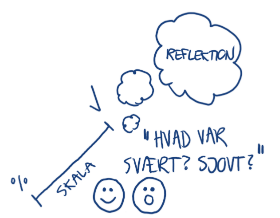 REFLEKTION
"HVAD VAR
SVÆRT? SJOVT?"
SKALA
%